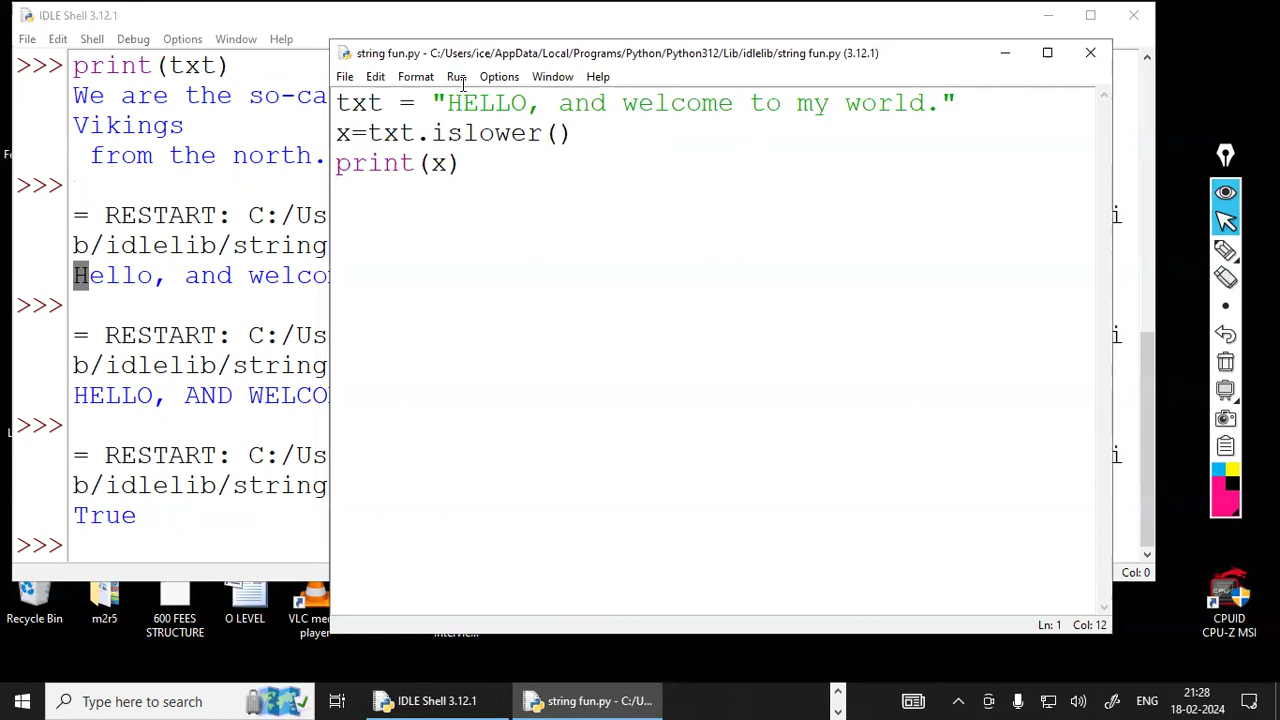 IDLE Shell 3.12.1
File Edit Shell Debug Options Window Help
>>> print(txt)
We are the so-ca
Vikings
from the north.
>>>
= RESTART: C:/Us
b/idlelib/string
Hello, and welco
>>>
= RESTART: C:/Us
b/idlelib/string
HELLO, AND WELCO
>>>
= RESTART: C:/Us
b/idlelib/string
True
>>>
i
i
i
Col: 0
string fun.py - C:/Users/ice/AppData/Local/Programs/Python/Python312/Lib/idlelib/string fun.py (3.12.1)
File Edit Format Run Options Window Help
txt = "HELLO, and welcome to my world."
x=txt.islower()
print(x)
Ln: 1 Col: 12
Recycle Bin
m2r5
600 FEES
STRUCTURE
O LEVEL
VLC me
player
CPUID
CPU-Z MSI
Type here to search
IDLE Shell 3.12.1
string fun.py - C:/U...
ENG
21:28
18-02-2024